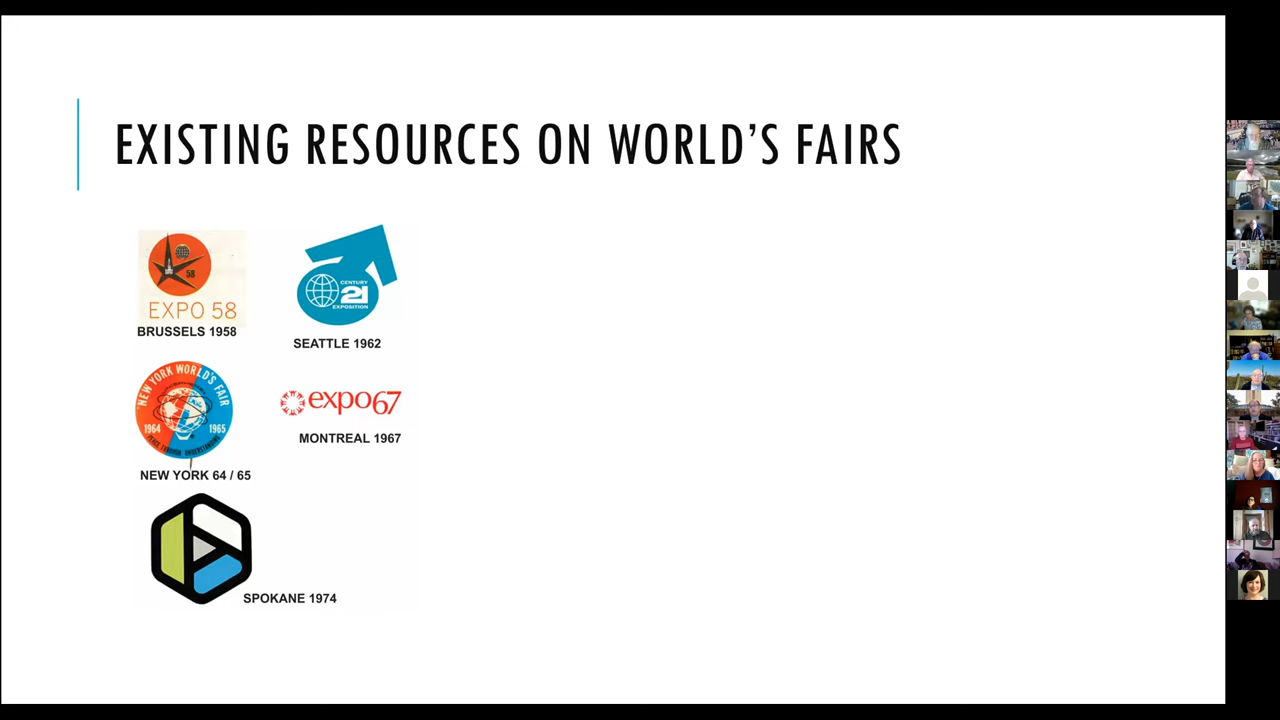 EXISTING RESOURCES ON WORLD'S FAIRS
58
EXPO 58
BRUSSELS 1958
CENTURY
21
EXPOSITION
SEATTLE 1962
NEW YORK WORLD'S FAIR
1964 1965
PEACE THROUGH UNDERSTANDING
NEW YORK 64 / 65
expo67
MONTREAL 1967
SPOKANE 1974